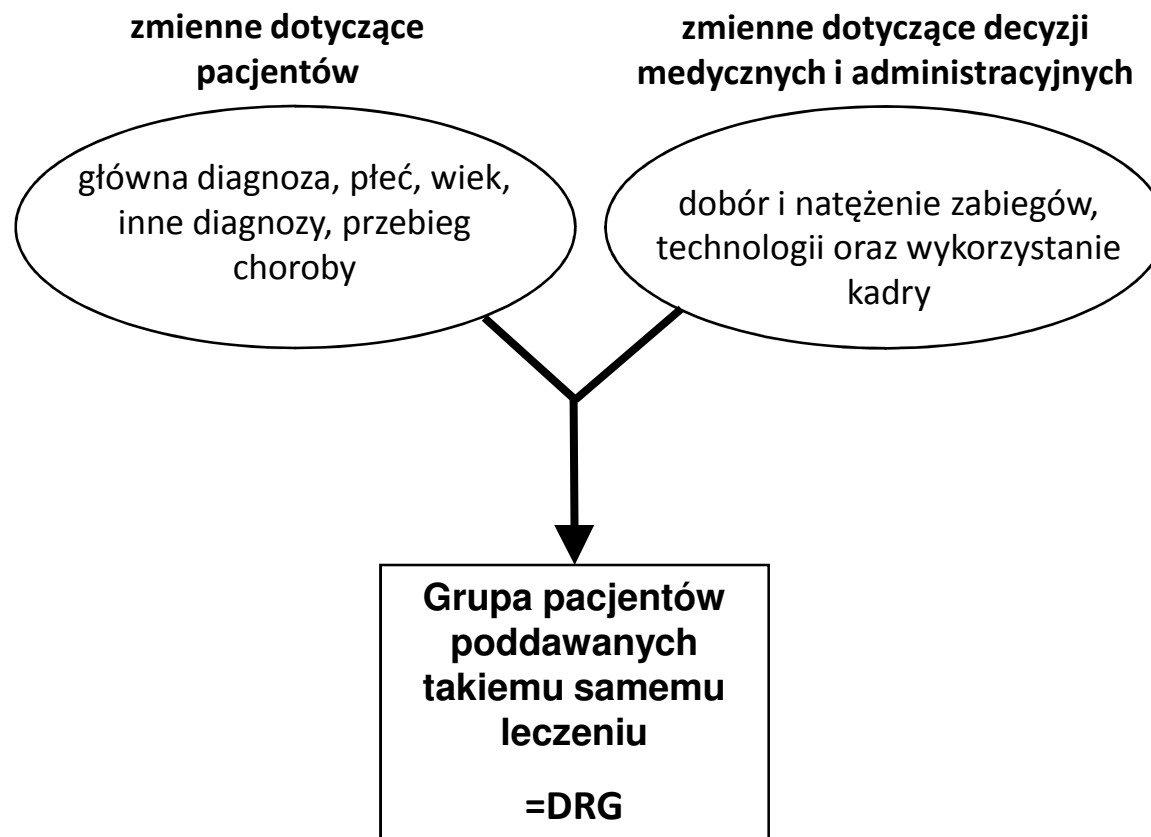 zmienne dotyczące
pacjentów
zmienne dotyczące decyzji
medycznych i administracyjnych
główna diagnoza, płeć, wiek,
inne diagnozy, przebieg
choroby
dobór i natężenie zabiegów,
technologii oraz wykorzystanie
kadry
Grupa pacjentów
poddawanych
takiemu samemu
leczeniu
=DRG